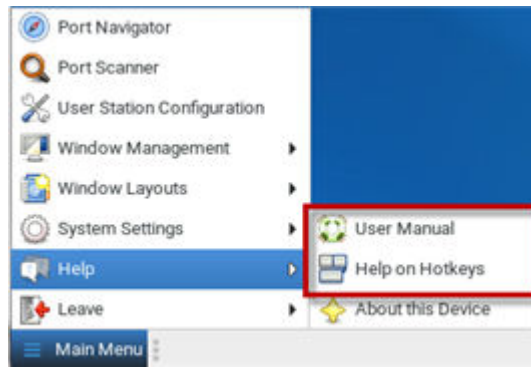 Port Navigator
Port Scanner
User Station Configuration
Window Management
Window Layouts
System Settings
Help
Leave
User Manual
Help on Hotkeys
About this Device
Main Menu